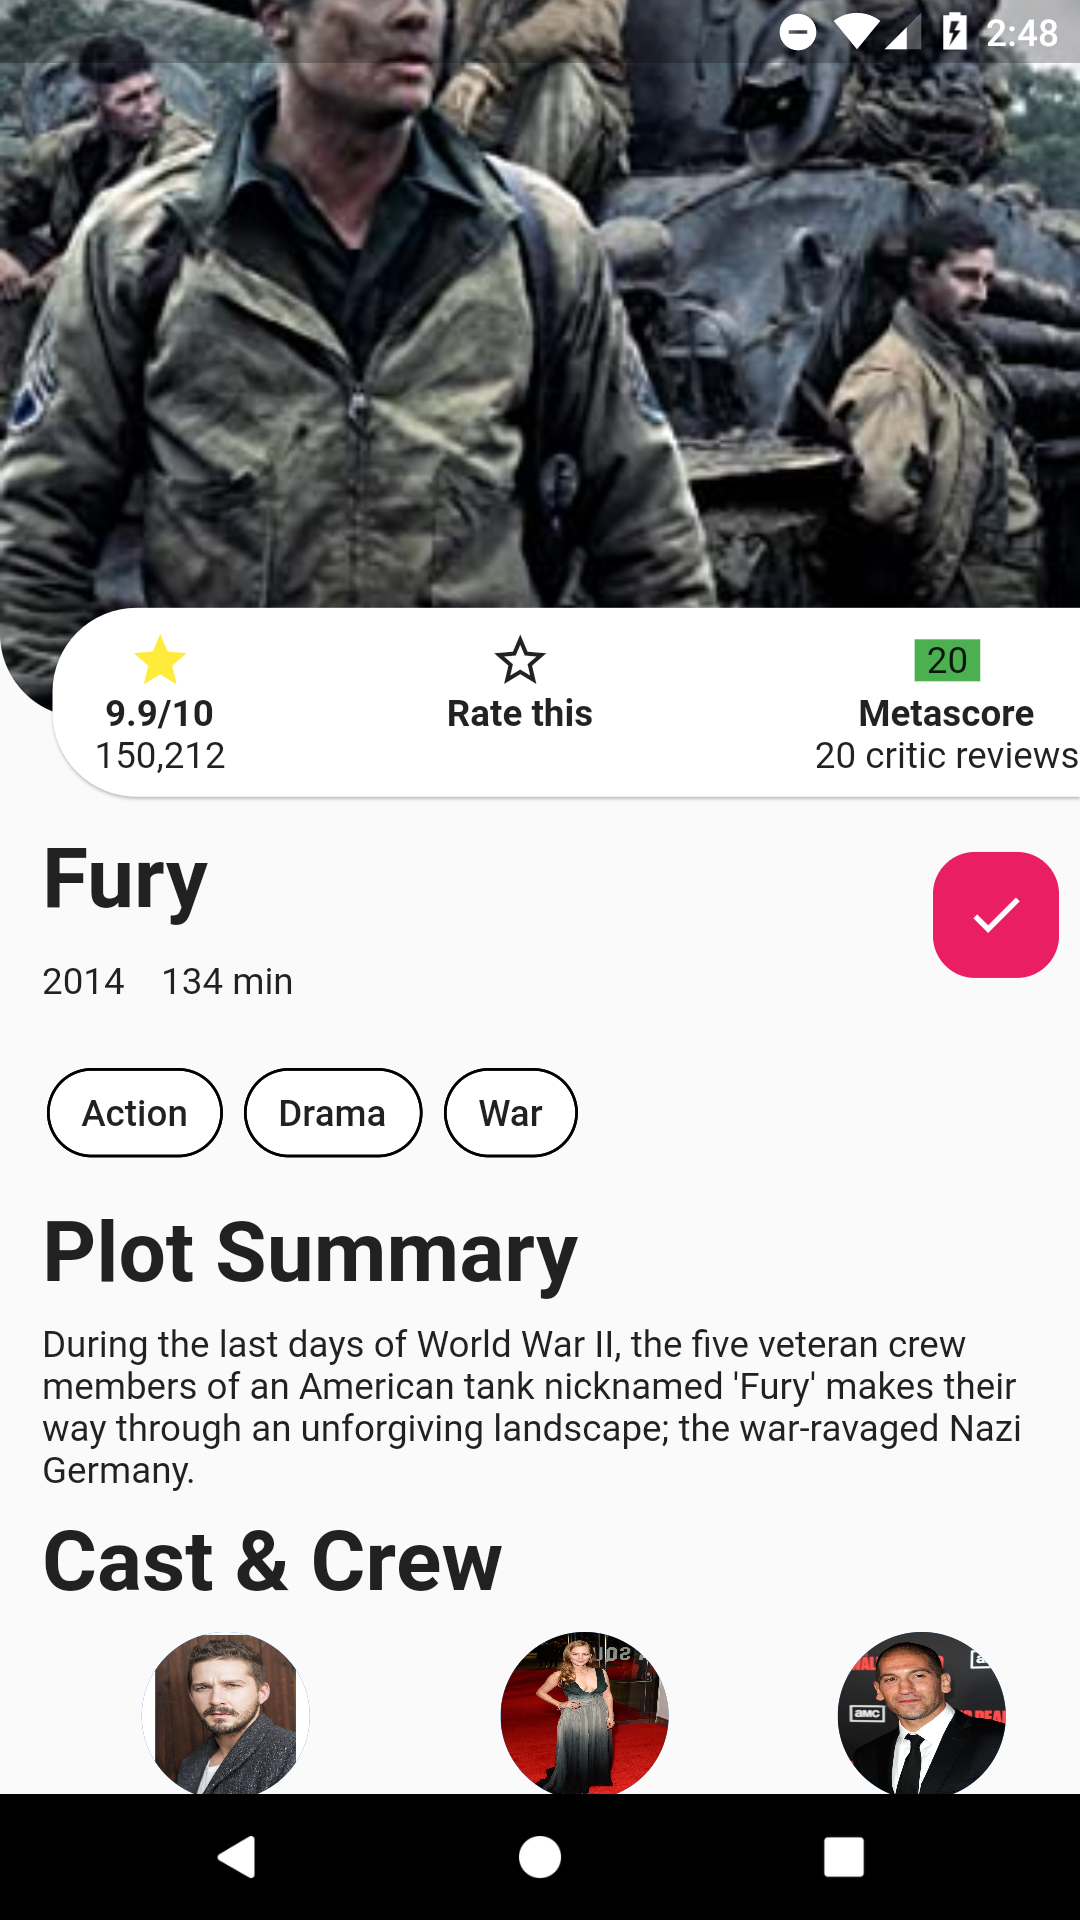 2:48
20
9.9/10 Rate this Metascore
150,212 20 critic reviews
Fury
2014 134 min
Action Drama War
Plot Summary
During the last days of World War II, the five veteran crew
members of an American tank nicknamed 'Fury' makes their
way through an unforgiving landscape; the war-ravaged Nazi
Germany.
Cast & Crew
amc